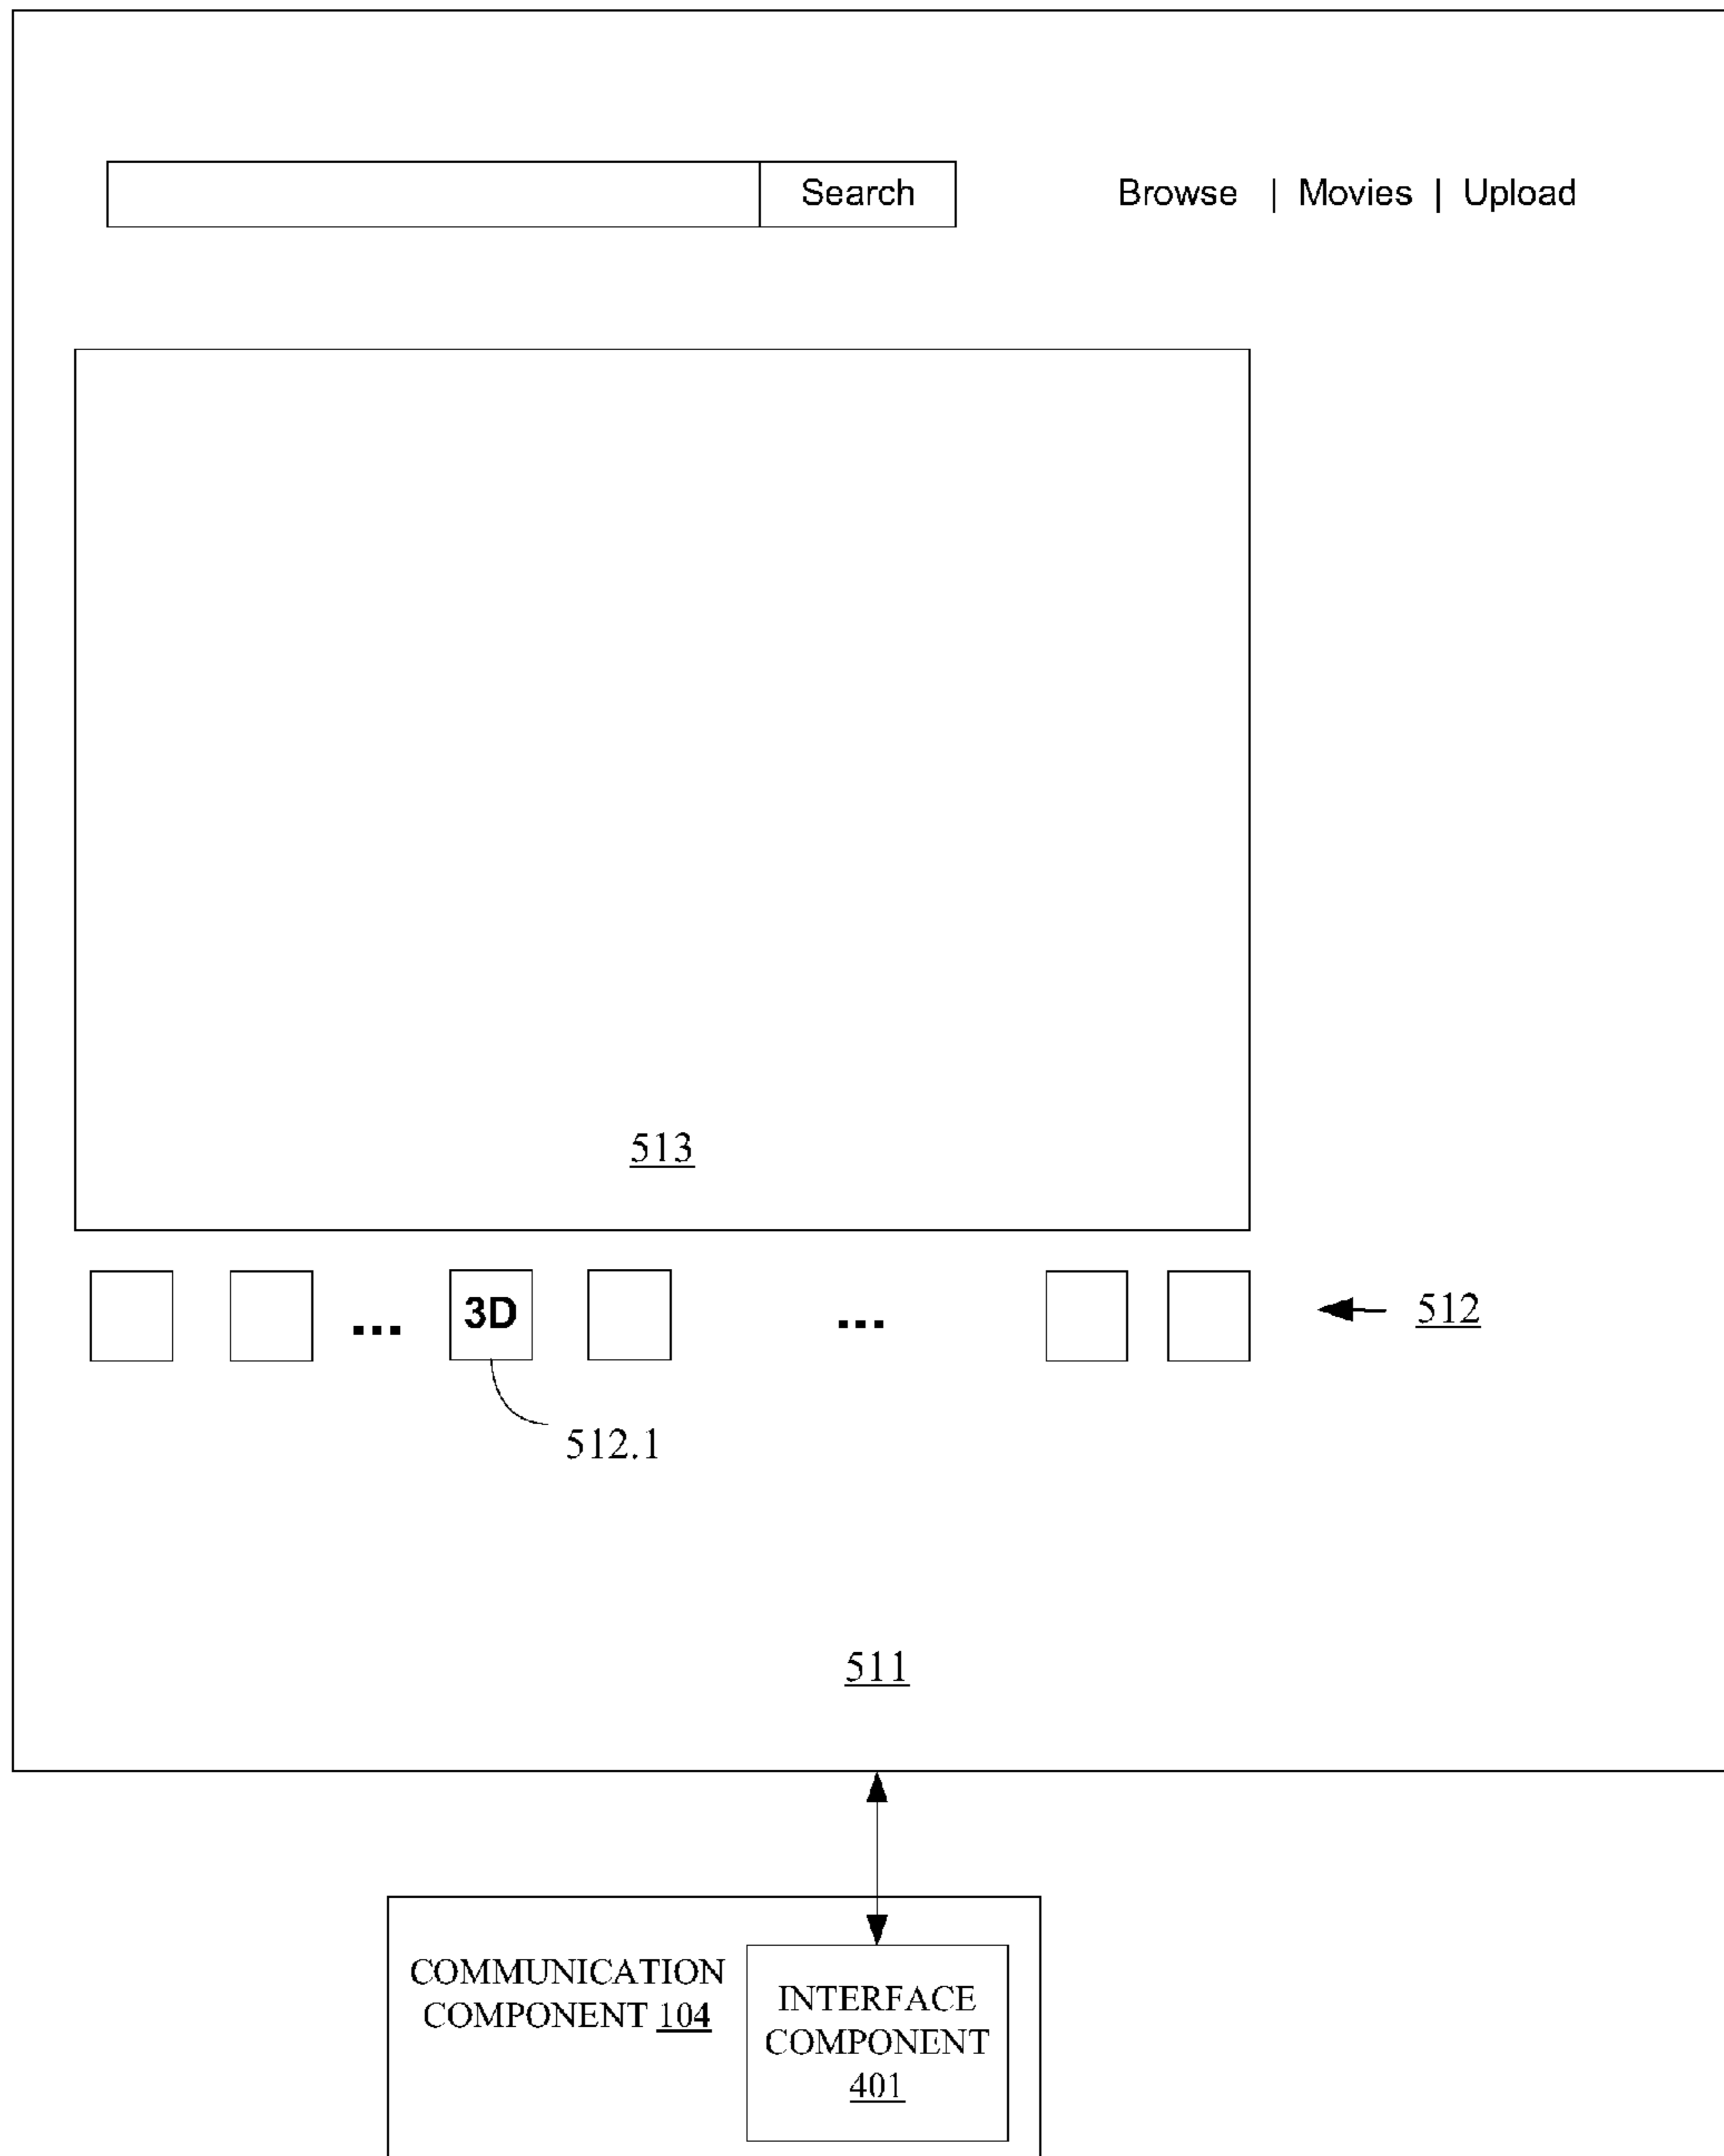 Search
Browse | Movies | Upload
513
... 3D ...
512
512.1
511
COMMUNICATION
COMPONENT 104
INTERFACE
COMPONENT
401